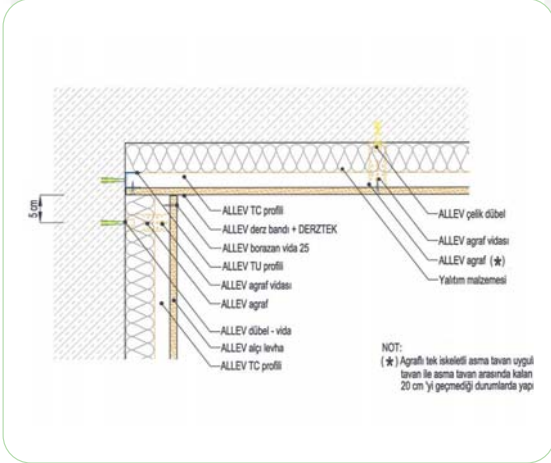 5 cm
ALLEV TC profili
ALLEV derz bandı + DERZTEK
ALLEV borazan vida 25
ALLEV TU profili
ALLEV agraf vidası
ALLEV agraf
ALLEV dübel - vida
ALLEV alçı levha
ALLEV TC profili
ALLEV çelik dübel
ALLEV agraf vidası
ALLEV agraf (★)
Yalıtım malzemesi
NOT:
(★) Agraflı tek iskeletli asma tavan uygul
tavan ile asma tavan arasında kalan
20 cm 'yi geçmediği durumlarda yapı